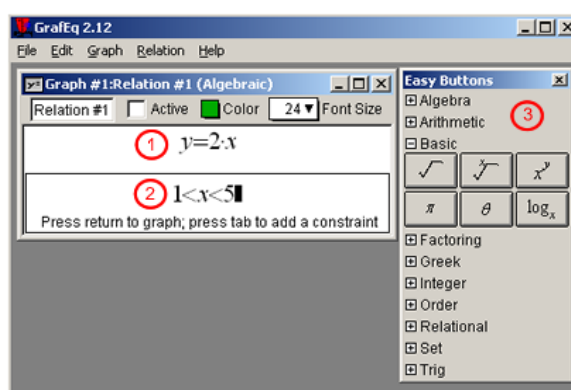 GrafEq 2.12
File Edit Graph Relation Help
y= Graph #1:Relation #1 (Algebraic)
Relation #1 Active Color 24 Font Size
1 y=2·x
2 1<x<5
Press return to graph; press tab to add a constraint
Easy Buttons
Algebra
Arithmetic
3
Basic
√ ˣ√ xʸ
π θ logₓ
Factoring
Greek
Integer
Order
Relational
Set
Trig